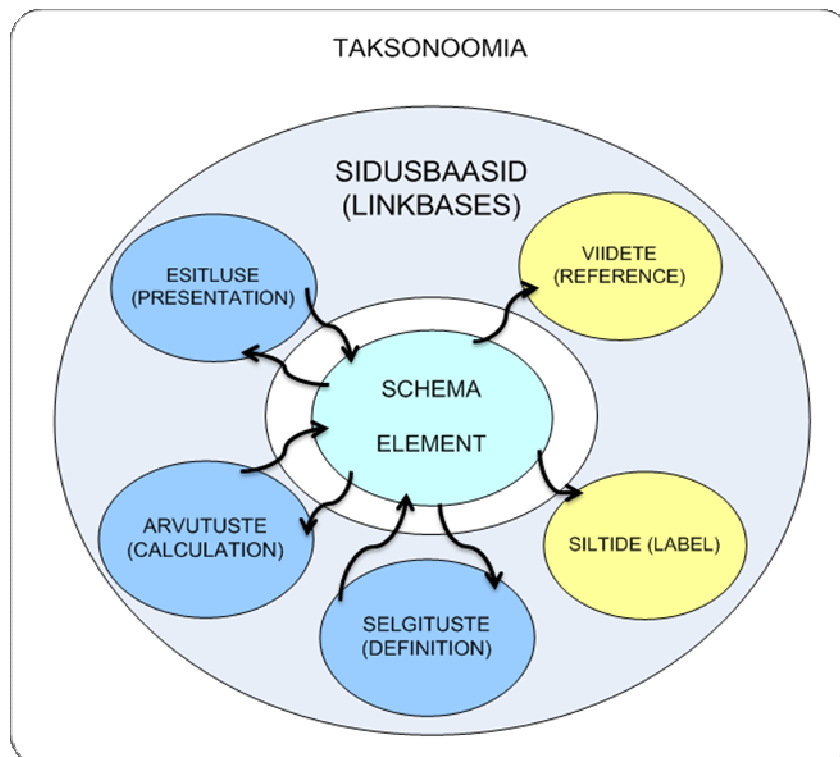 TAKSONOOMIA
SIDUSBAASID
(LINKBASES)
ESITLUSE
(PRESENTATION)
VIIDETE
(REFERENCE)
SCHEMA
ELEMENT
ARVUTUSTE
(CALCULATION)
SILTIDE (LABEL)
SELGITUSTE
(DEFINITION)